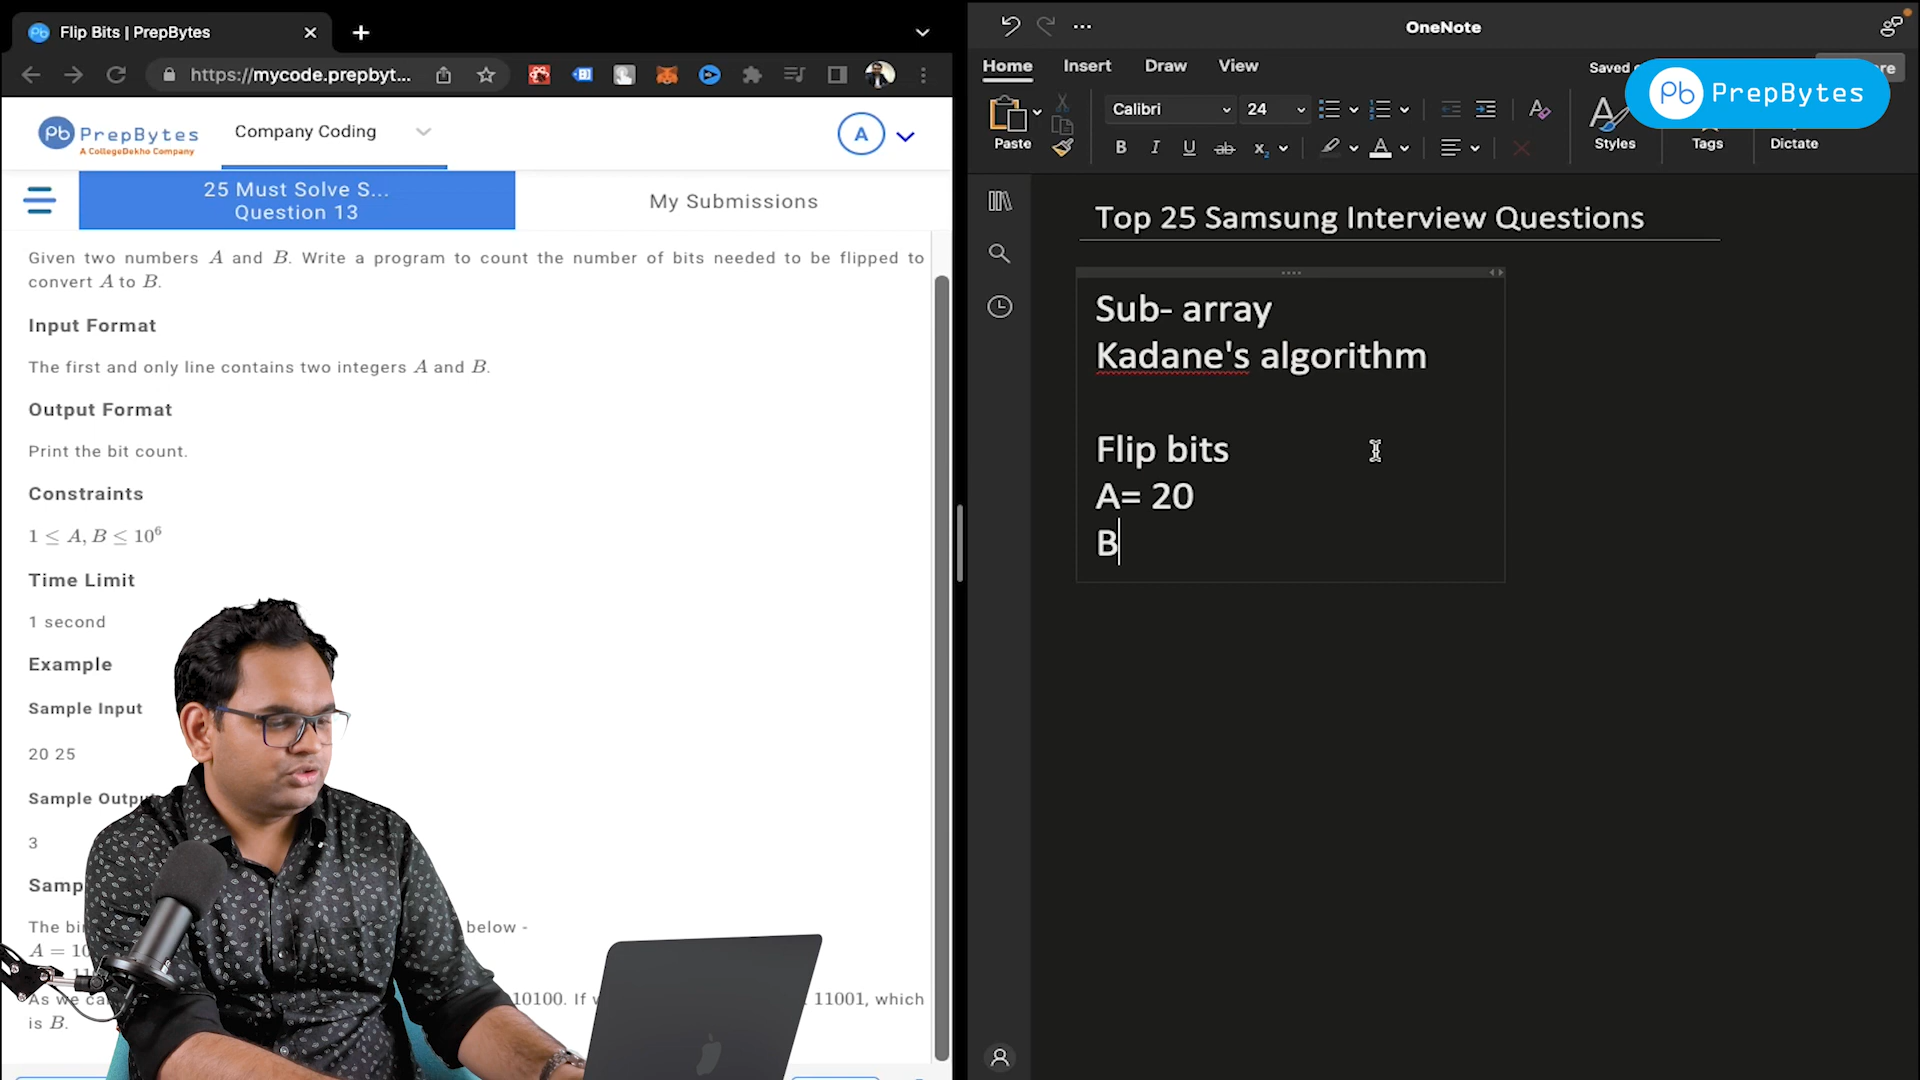 Flip Bits | PrepBytes
https://mycode.prepbyt...
PrepBytes
A CollegeDekho Company
Company Coding
A
25 Must Solve S...
Question 13
My Submissions
Given two numbers A and B. Write a program to count the number of bits needed to be flipped to
convert A to B.
Input Format
The first and only line contains two integers A and B.
Output Format
Print the bit count.
Constraints
1 ≤ A, B ≤ 10⁶
Time Limit
1 second
Example
Sample Input
20 25
Sample Outpu
3
Samp
The bi
below -
A = 10
As we ca
10100. If
11001, which
is B.
OneNote
Home
Insert
Draw
View
Saved
Pb PrepBytes
Paste
Calibri
24
B I U ab
Styles
Tags
Dictate
Top 25 Samsung Interview Questions
Sub- array
Kadane's algorithm
Flip bits
A= 20
B